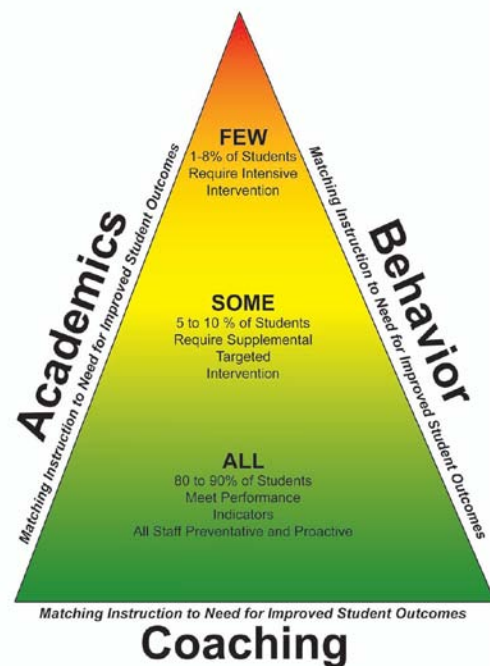 FEW
1-8% of Students
Require Intensive
Intervention
Academics
Matching Instruction to Need for Improved Student Outcomes
Behavior
Matching Instruction to Need for Improved Student Outcomes
SOME
5 to 10 % of Students
Require Supplemental
Targeted
Intervention
ALL
80 to 90% of Students
Meet Performance
Indicators
All Staff Preventative and Proactive
Matching Instruction to Need for Improved Student Outcomes
Coaching